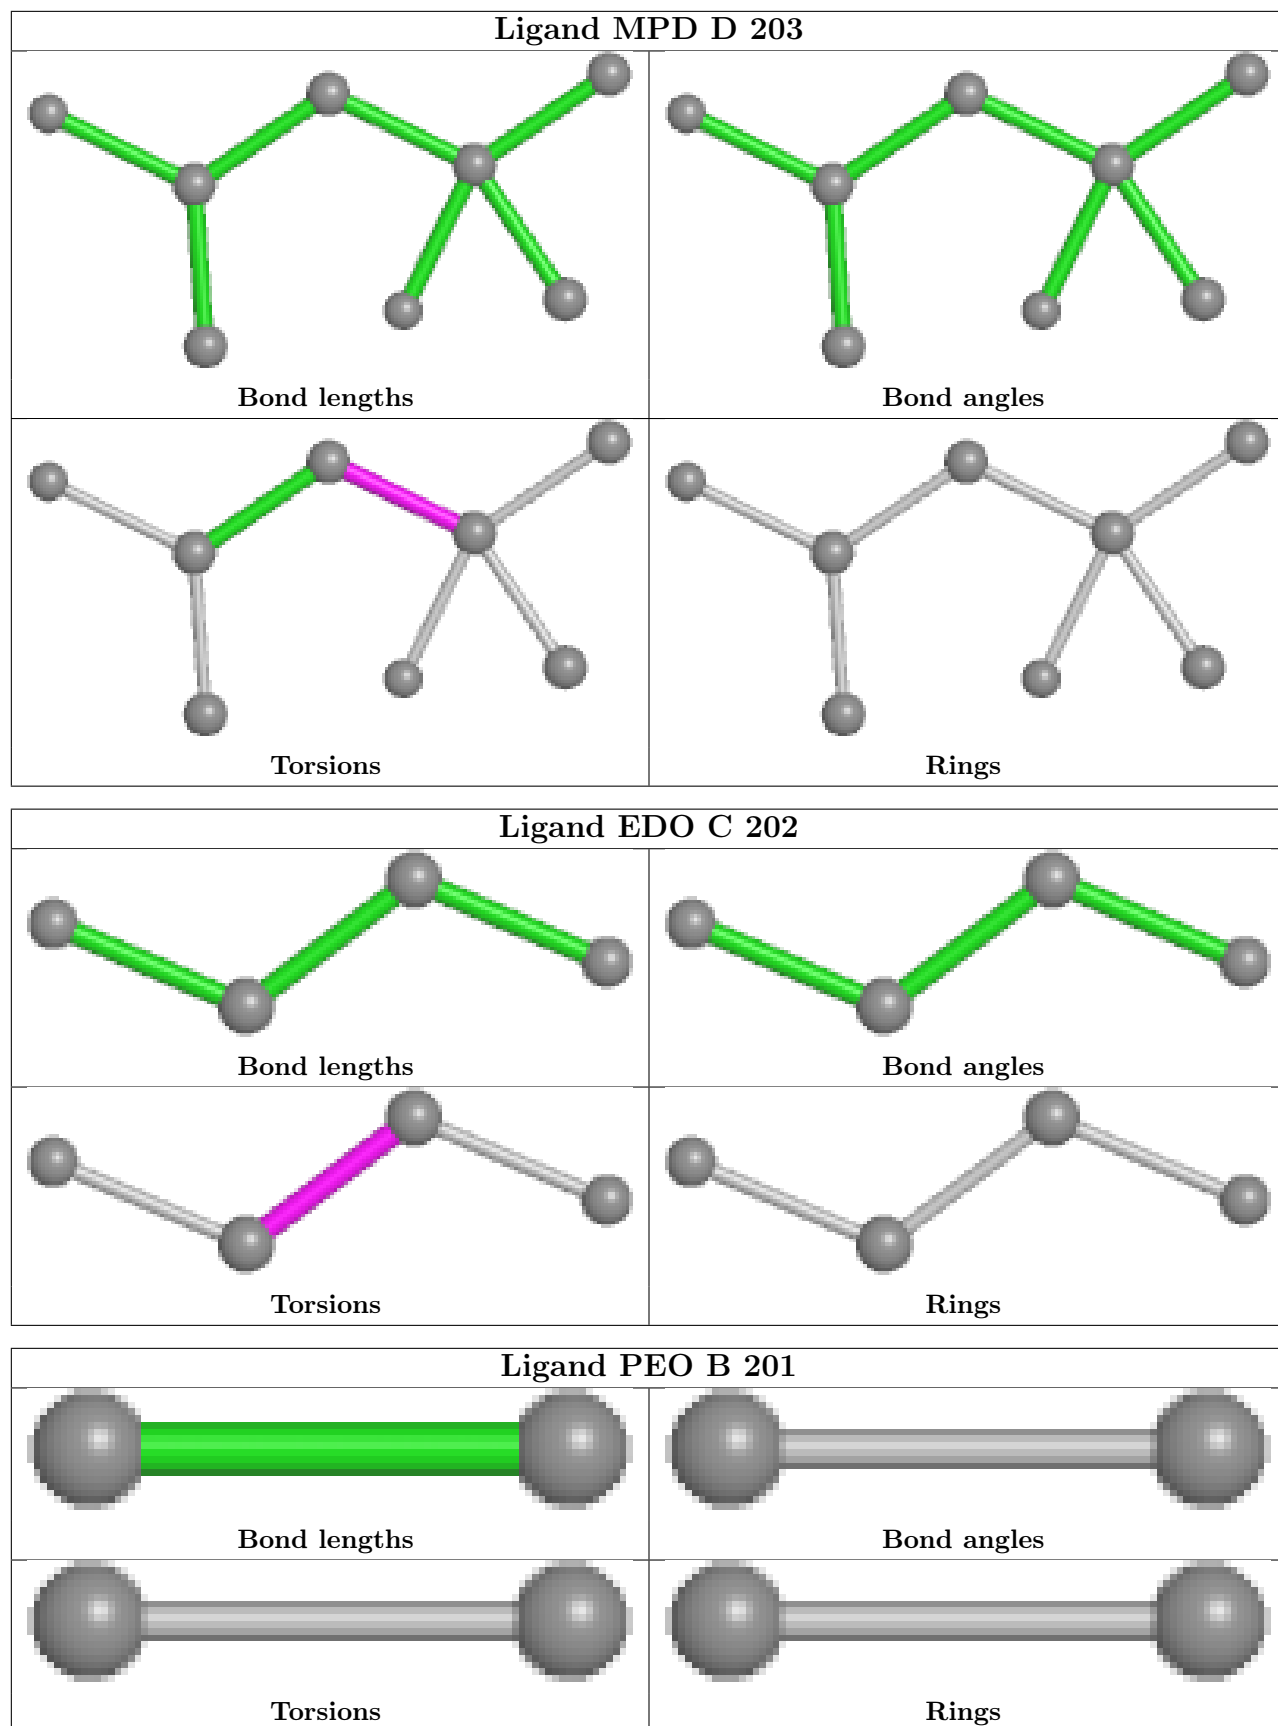 Ligand MPD D 203
Bond lengths
Bond angles
Torsions
Rings
Ligand EDO C 202
Bond lengths
Bond angles
Torsions
Rings
Ligand PEO B 201
Bond lengths
Bond angles
Torsions
Rings